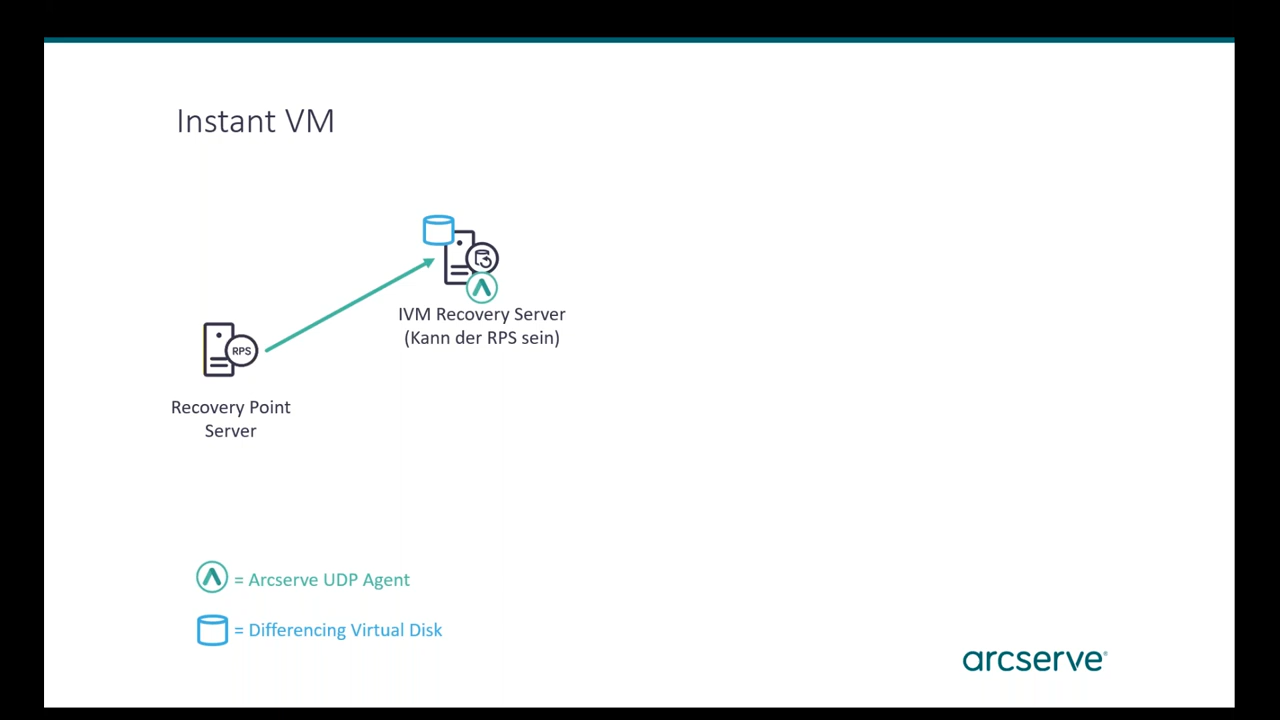 Instant VM
IVM Recovery Server
(Kann der RPS sein)
RPS
Recovery Point
Server
= Arcserve UDP Agent
= Differencing Virtual Disk
arcserve®